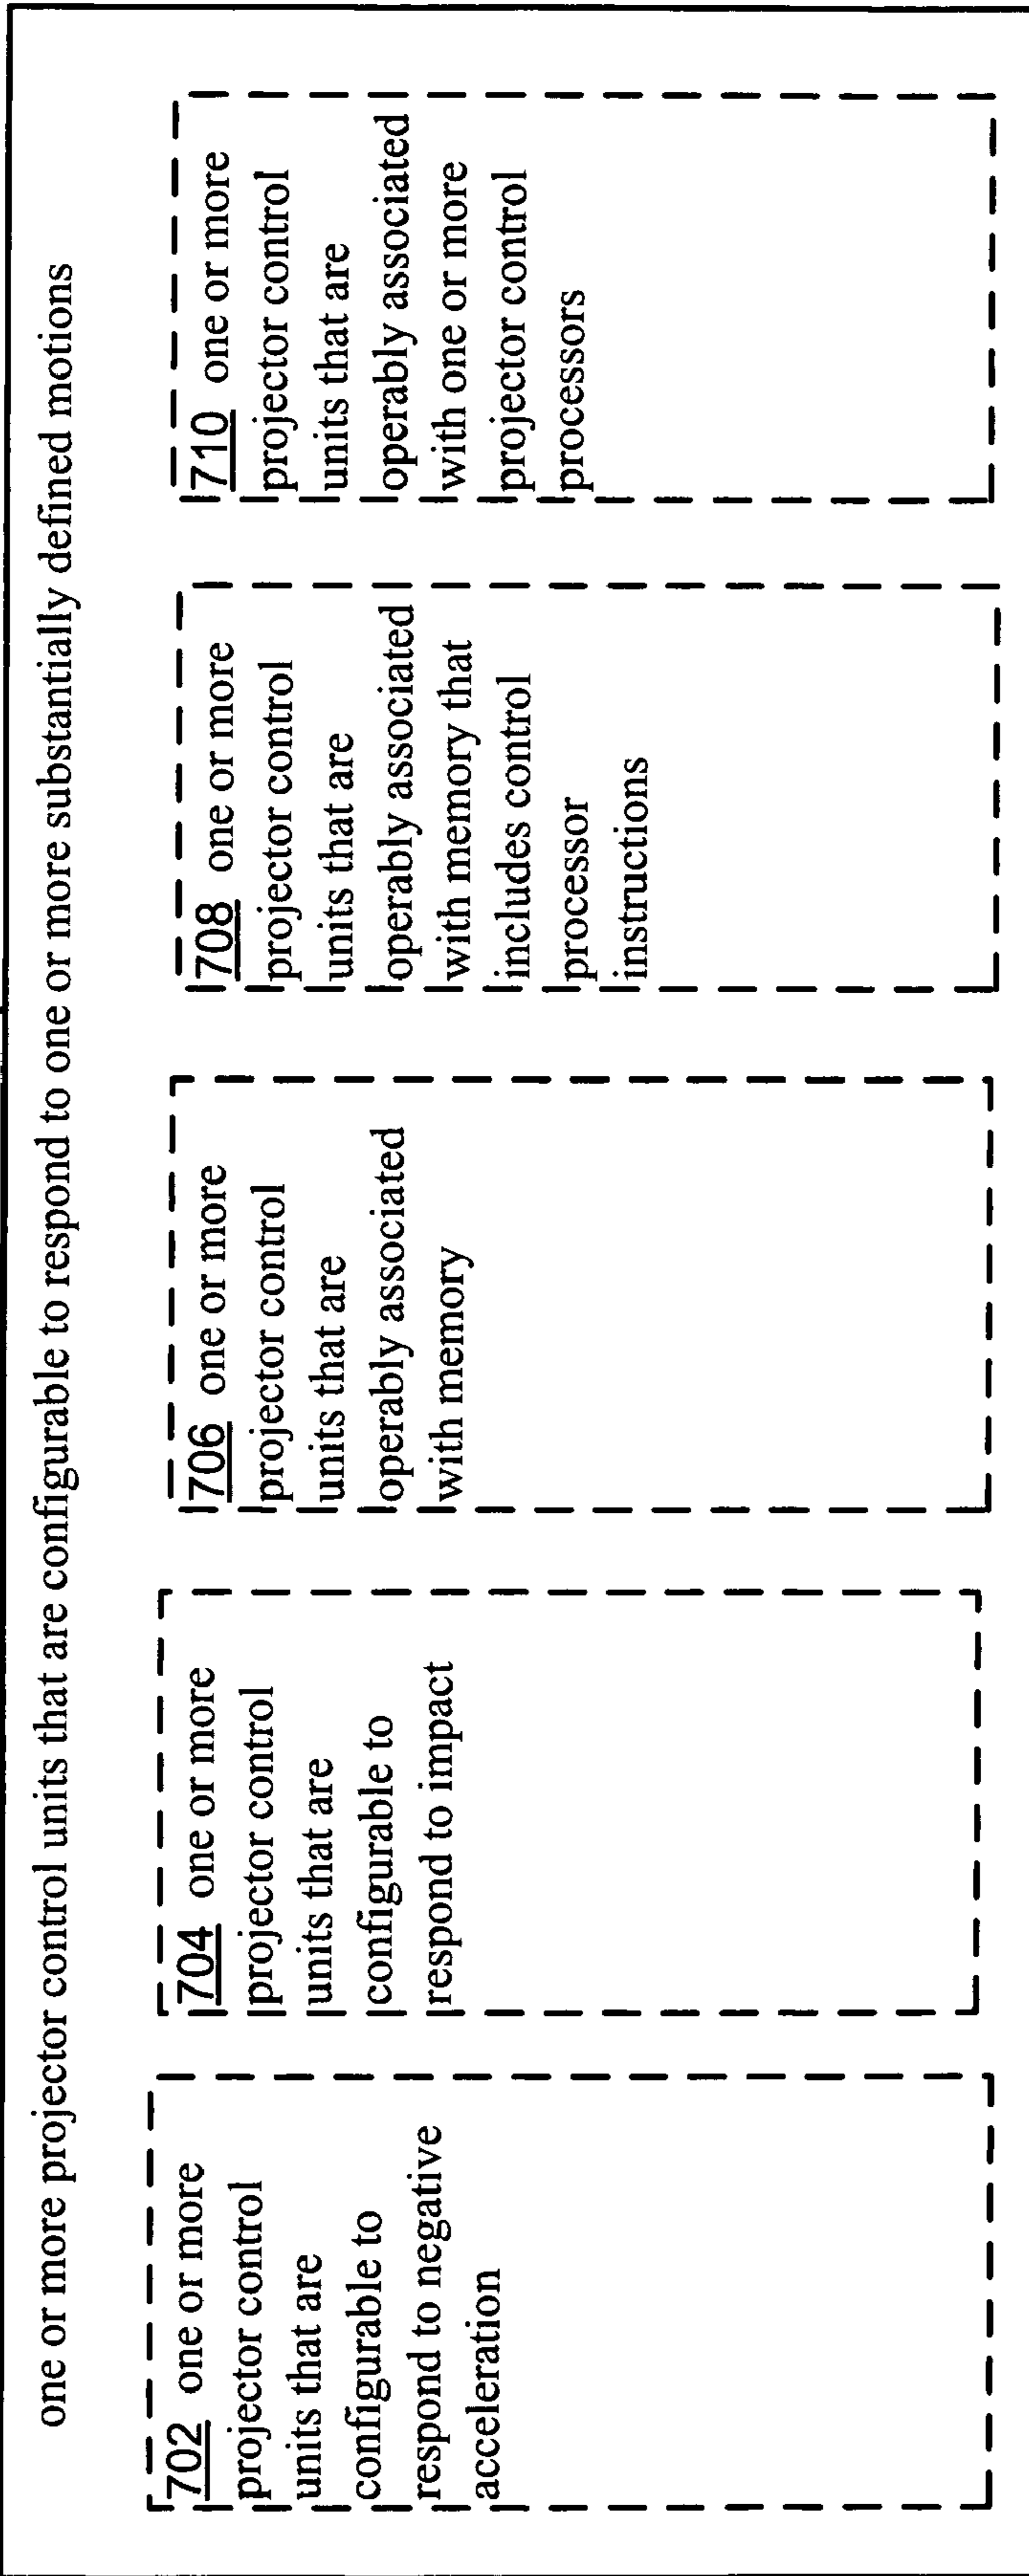 one or more projector control units that are configurable to respond to one or more substantially defined motions
702 one or more
projector control
units that are
configurable to
respond to negative
acceleration
704 one or more
projector control
units that are
configurable to
respond to impact
706 one or more
projector control
units that are
operably associated
with memory
708 one or more
projector control
units that are
operably associated
with memory that
includes control
processor
instructions
710 one or more
projector control
units that are
operably associated
with one or more
projector control
processors